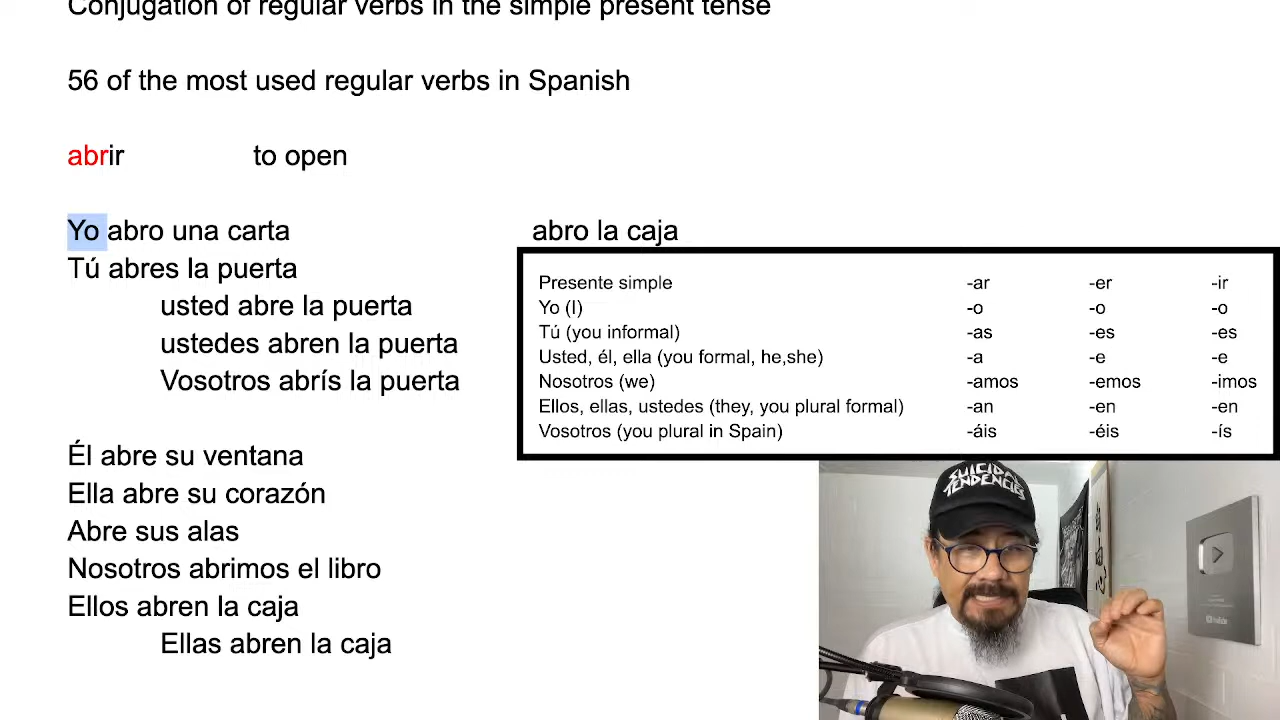 Conjugation of regular verbs in the simple present tense
56 of the most used regular verbs in Spanish
abrir to open
Yo abro una carta abro la caja
Tú abres la puerta
usted abre la puerta
ustedes abren la puerta
Vosotros abrís la puerta
Él abre su ventana
Ella abre su corazón
Abre sus alas
Nosotros abrimos el libro
Ellos abren la caja
Ellas abren la caja
Presente simple -ar -er -ir
Yo (I) -o -o -o
Tú (you informal) -as -es -es
Usted, él, ella (you formal, he,she) -a -e -e
Nosotros (we) -amos -emos -imos
Ellos, ellas, ustedes (they, you plural formal) -an -en -en
Vosotros (you plural in Spain) -áis -éis -ís
SUICIDAL
TENDENCIES
YouTube